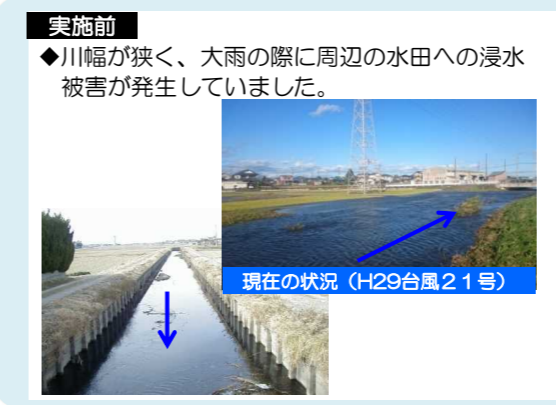 実施前
◆川幅が狭く、大雨の際に周辺の水田への浸水
被害が発生していました。
現在の状況（H29台風２１号）